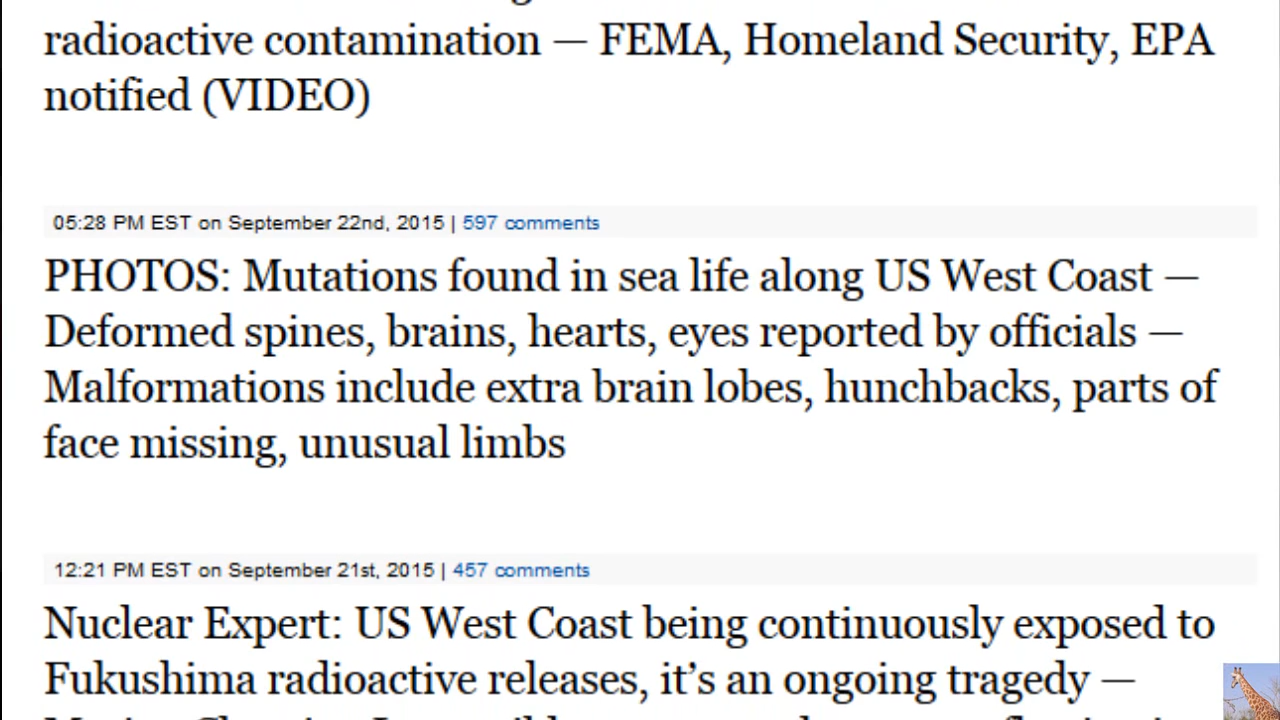 radioactive contamination — FEMA, Homeland Security, EPA
notified (VIDEO)
05:28 PM EST on September 22nd, 2015 | 597 comments
PHOTOS: Mutations found in sea life along US West Coast —
Deformed spines, brains, hearts, eyes reported by officials —
Malformations include extra brain lobes, hunchbacks, parts of
face missing, unusual limbs
12:21 PM EST on September 21st, 2015 | 457 comments
Nuclear Expert: US West Coast being continuously exposed to
Fukushima radioactive releases, it’s an ongoing tragedy —